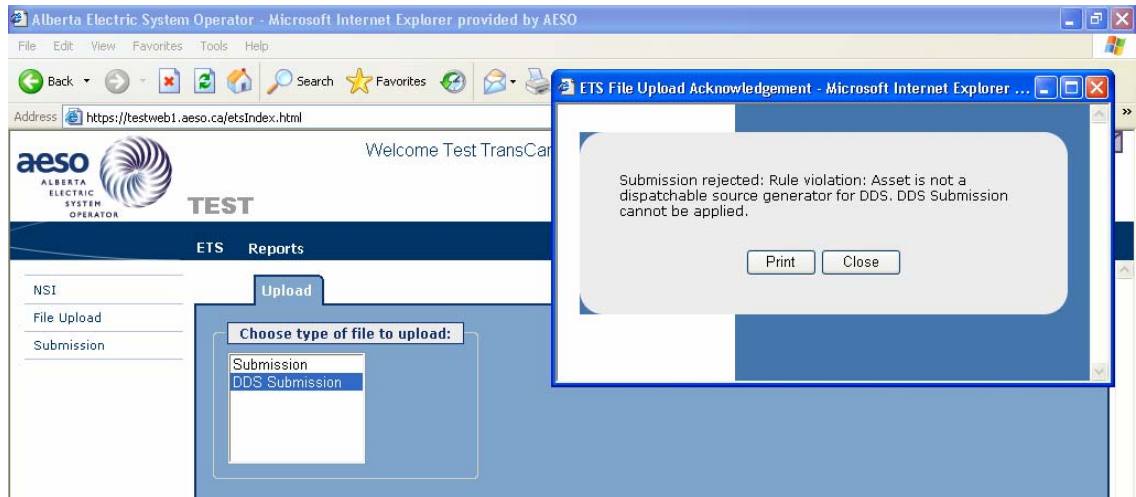 Alberta Electric System Operator - Microsoft Internet Explorer provided by AESO
File Edit View Favorites Tools Help
Back Search Favorites
Address https://testweb1.aeso.ca/etsIndex.html
ETS File Upload Acknowledgement - Microsoft Internet Explorer ...
Submission rejected: Rule violation: Asset is not a
dispatchable source generator for DDS. DDS Submission
cannot be applied.
Print Close
aeso
ALBERTA
ELECTRIC
SYSTEM
OPERATOR
TEST
Welcome Test TransCar
ETS Reports
NSI
File Upload
Submission
Upload
Choose type of file to upload:
Submission
DDS Submission